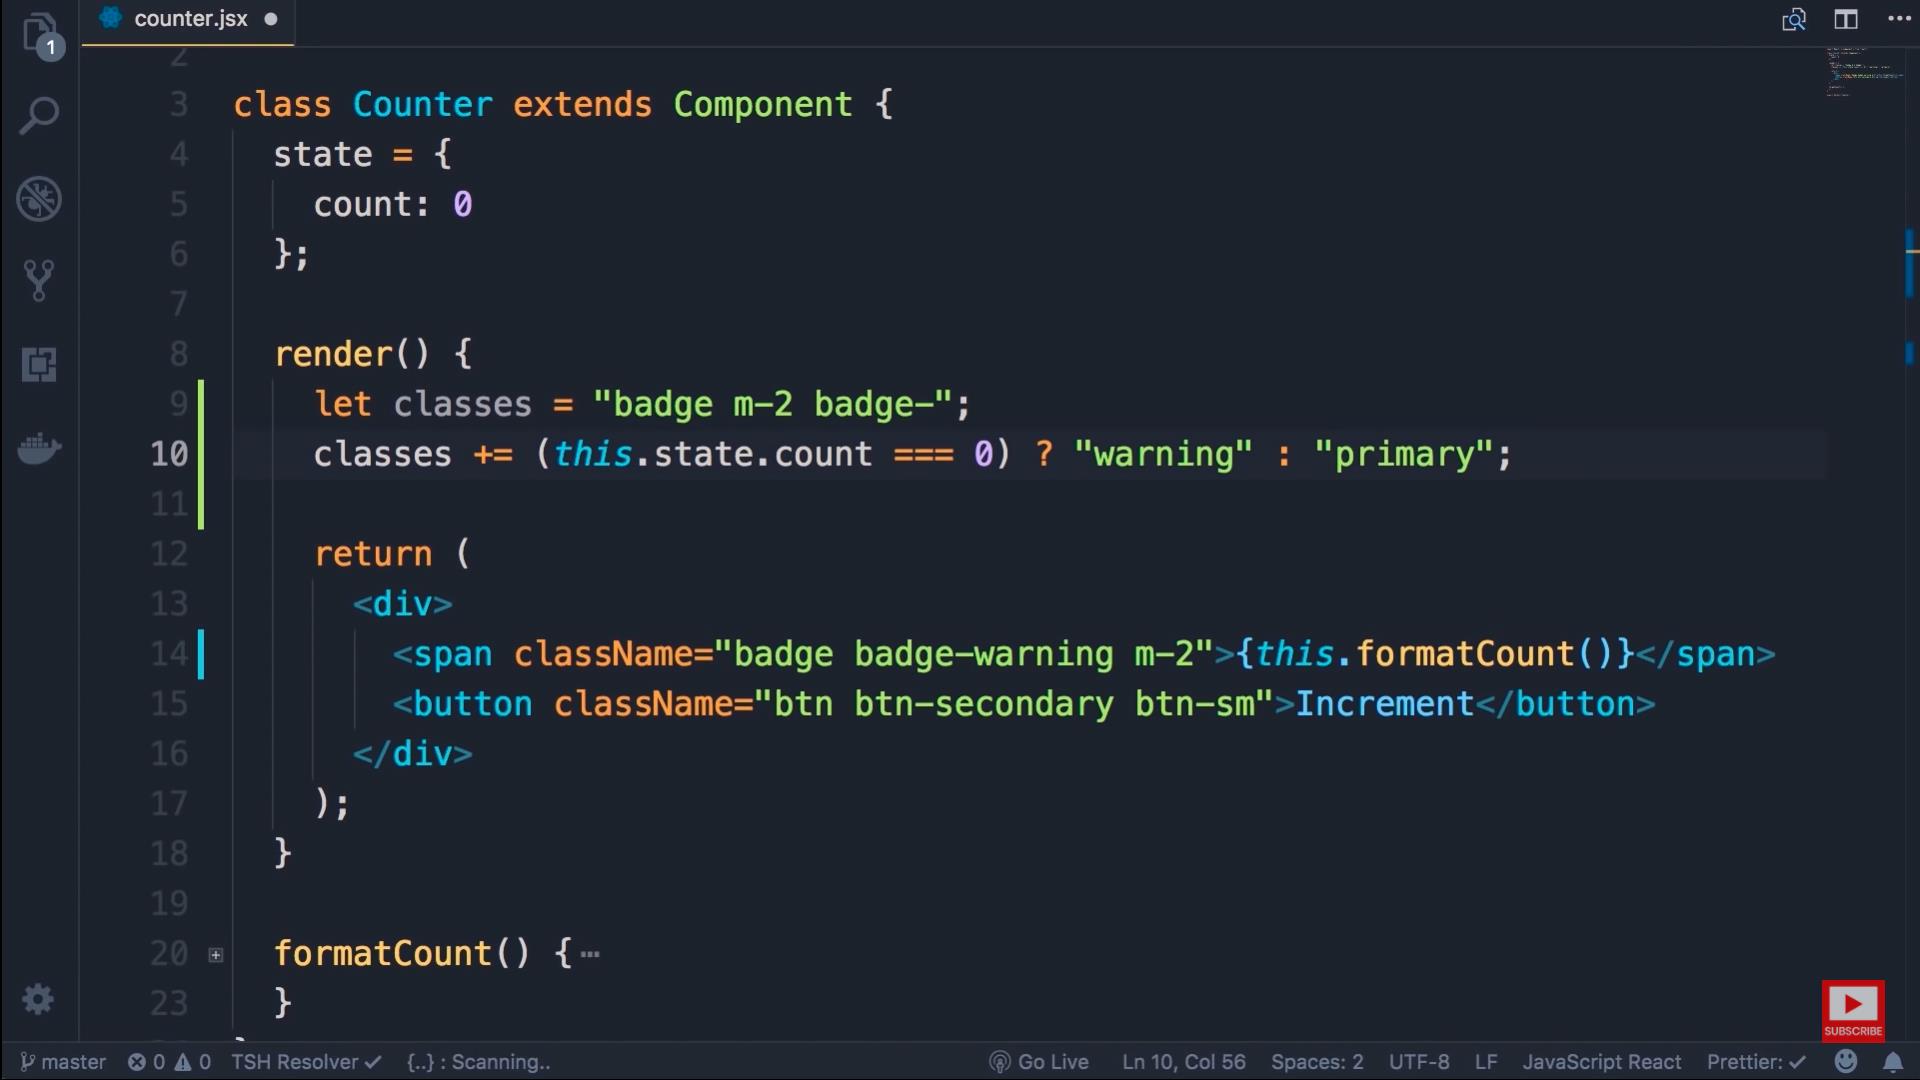 counter.jsx
1
2
3 class Counter extends Component {
4 state = {
5 count: 0
6 };
7
8 render() {
9 let classes = "badge m-2 badge-";
10 classes += (this.state.count === 0) ? "warning" : "primary";
11
12 return (
13 <div>
14 <span className="badge badge-warning m-2">{this.formatCount()}</span>
15 <button className="btn btn-secondary btn-sm">Increment</button>
16 </div>
17 );
18 }
19
20 formatCount() {
23 }
SUBSCRIBE
master 0 0 TSH Resolver {..} : Scanning.. Go Live Ln 10, Col 56 Spaces: 2 UTF-8 LF JavaScript React Prettier: